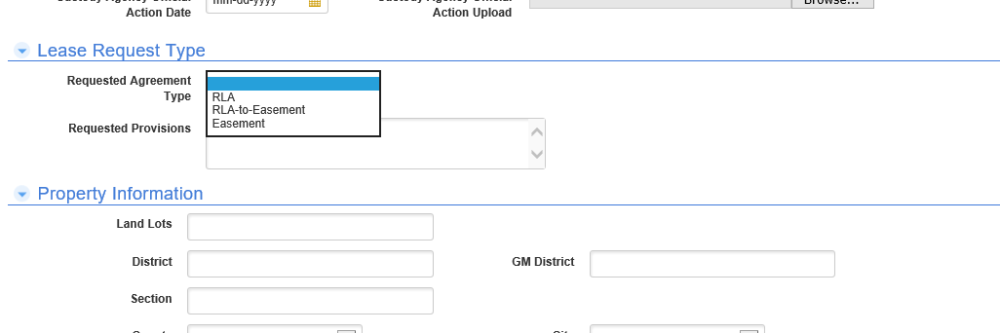 Action Date
mm-dd-yyyy
Action Upload
Browse...
Lease Request Type
Requested Agreement
Type
RLA
RLA-to-Easement
Easement
Requested Provisions
Property Information
Land Lots
District
GM District
Section